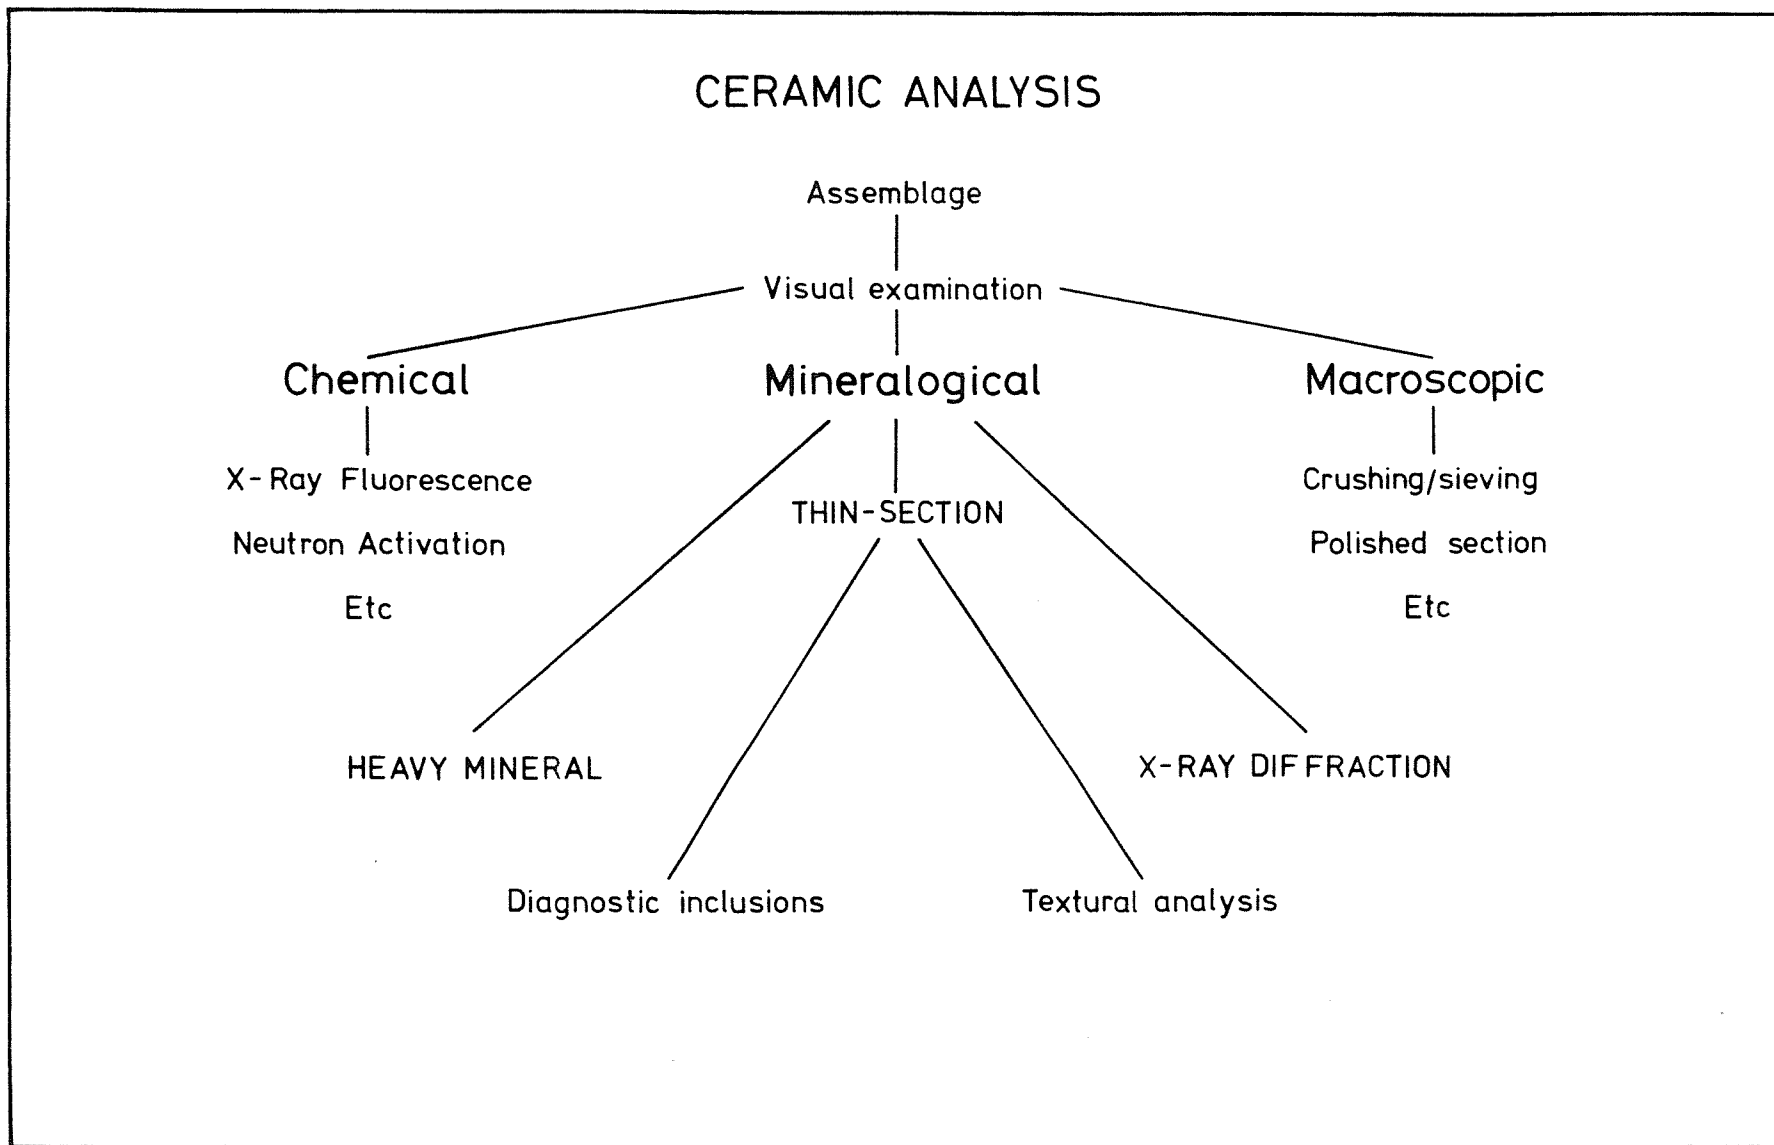 CERAMIC ANALYSIS
Assemblage
Visual examination
Chemical
Mineralogical
Macroscopic
X-Ray Fluorescence
Neutron Activation
Etc
THIN-SECTION
Crushing/sieving
Polished section
Etc
HEAVY MINERAL
X-RAY DIFFRACTION
Diagnostic inclusions
Textural analysis